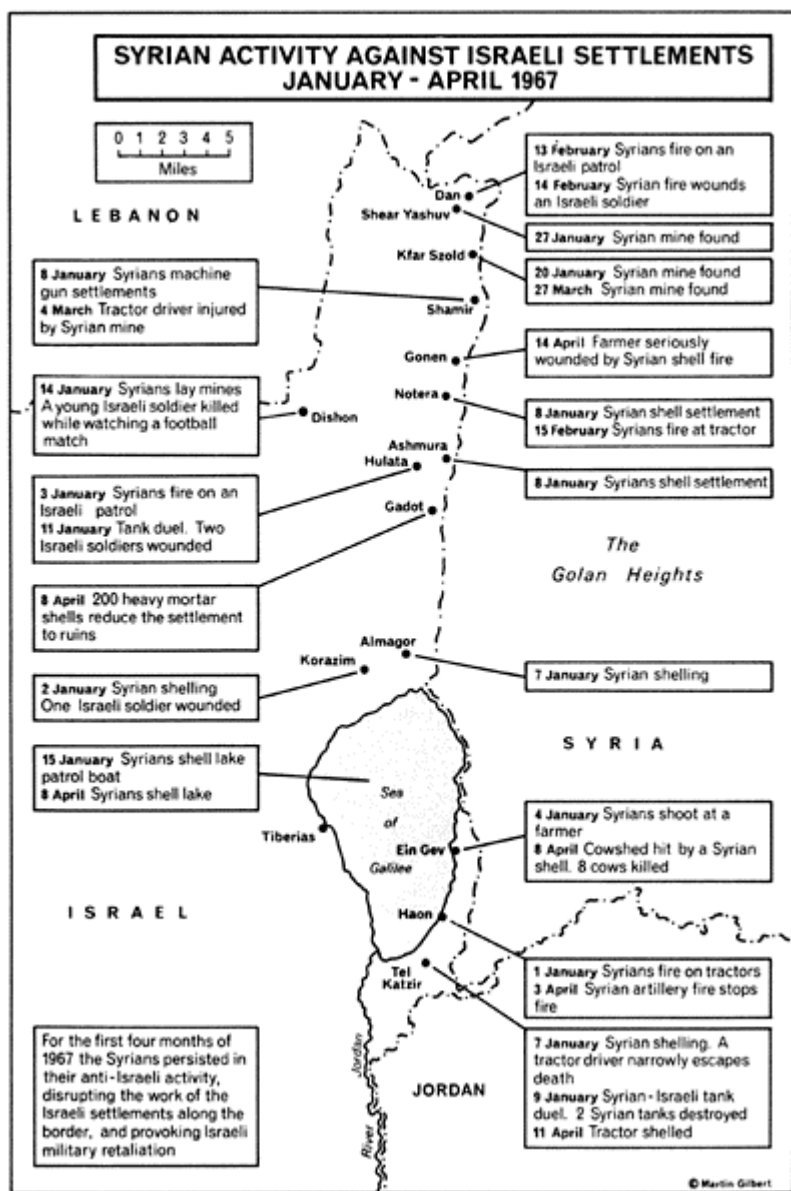 SYRIAN ACTIVITY AGAINST ISRAELI SETTLEMENTS
JANUARY - APRIL 1967
0 1 2 3 4 5
Miles
LEBANON
13 February Syrians fire on an
Israeli patrol
14 February Syrian fire wounds
an Israeli soldier
Dan
Shear Yashuv
27 January Syrian mine found
Kfar Szold
20 January Syrian mine found
27 March Syrian mine found
8 January Syrians machine
gun settlements
4 March Tractor driver injured
by Syrian mine
Shamir
Gonen
14 April Farmer seriously
wounded by Syrian shell fire
14 January Syrians lay mines
A young Israeli soldier killed
while watching a football
match
Dishon
Notera
8 January Syrian shell settlement
15 February Syrians fire at tractor
Ashmura
Hulata
8 January Syrians shell settlement
3 January Syrians fire on an
Israeli patrol
11 January Tank duel. Two
Israeli soldiers wounded
Gadot
The
Golan Heights
8 April 200 heavy mortar
shells reduce the settlement
to ruins
Almagor
Korazim
7 January Syrian shelling
2 January Syrian shelling
One Israeli soldier wounded
SYRIA
15 January Syrians shell lake
patrol boat
8 April Syrians shell lake
Sea
of
Galilee
Tiberias
Ein Gev
4 January Syrians shoot at a
farmer
8 April Cowshed hit by a Syrian
shell. 8 cows killed
ISRAEL
Haon
1 January Syrians fire on tractors
3 April Syrian artillery fire stops
fire
Tel
Katzir
7 January Syrian shelling. A
tractor driver narrowly escapes
death
9 January Syrian-Israeli tank
duel. 2 Syrian tanks destroyed
11 April Tractor shelled
For the first four months of
1967 the Syrians persisted in
their anti-Israeli activity,
disrupting the work of the
Israeli settlements along the
border, and provoking Israeli
military retaliation
River Jordan
JORDAN
© Martin Gilbert